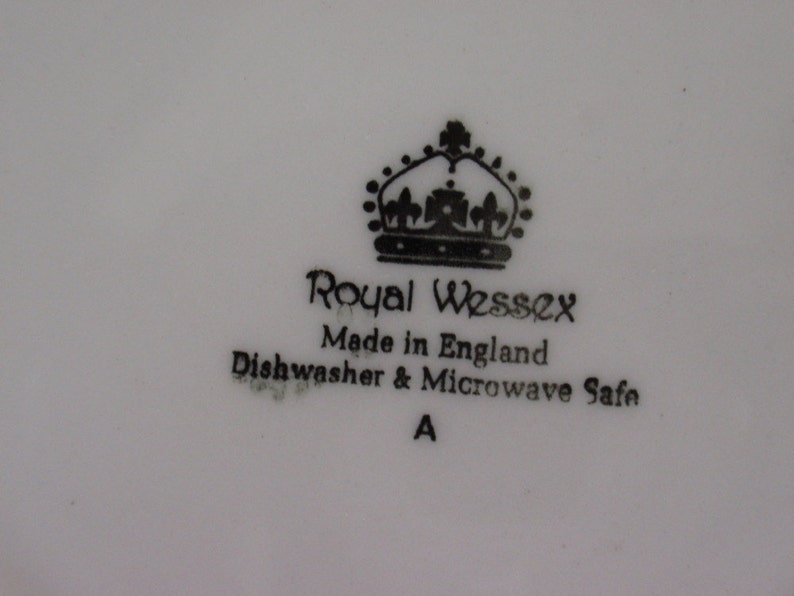 Royal Wessex
Made in England
Dishwasher & Microwave Safe
A